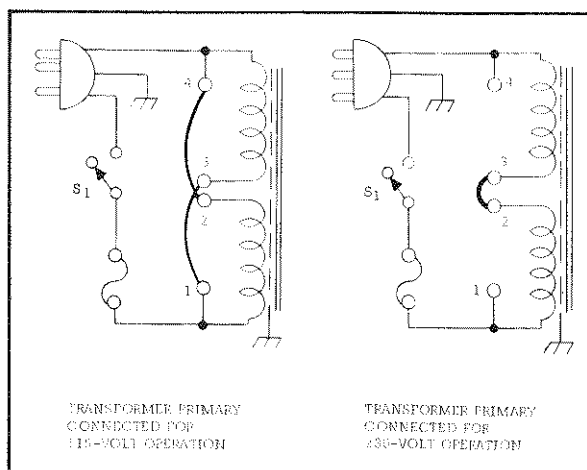 4
3
S1
2
1
TRANSFORMER PRIMARY
CONNECTED FOR
115-VOLT OPERATION
4
3
S1
2
1
TRANSFORMER PRIMARY
CONNECTED FOR
230-VOLT OPERATION